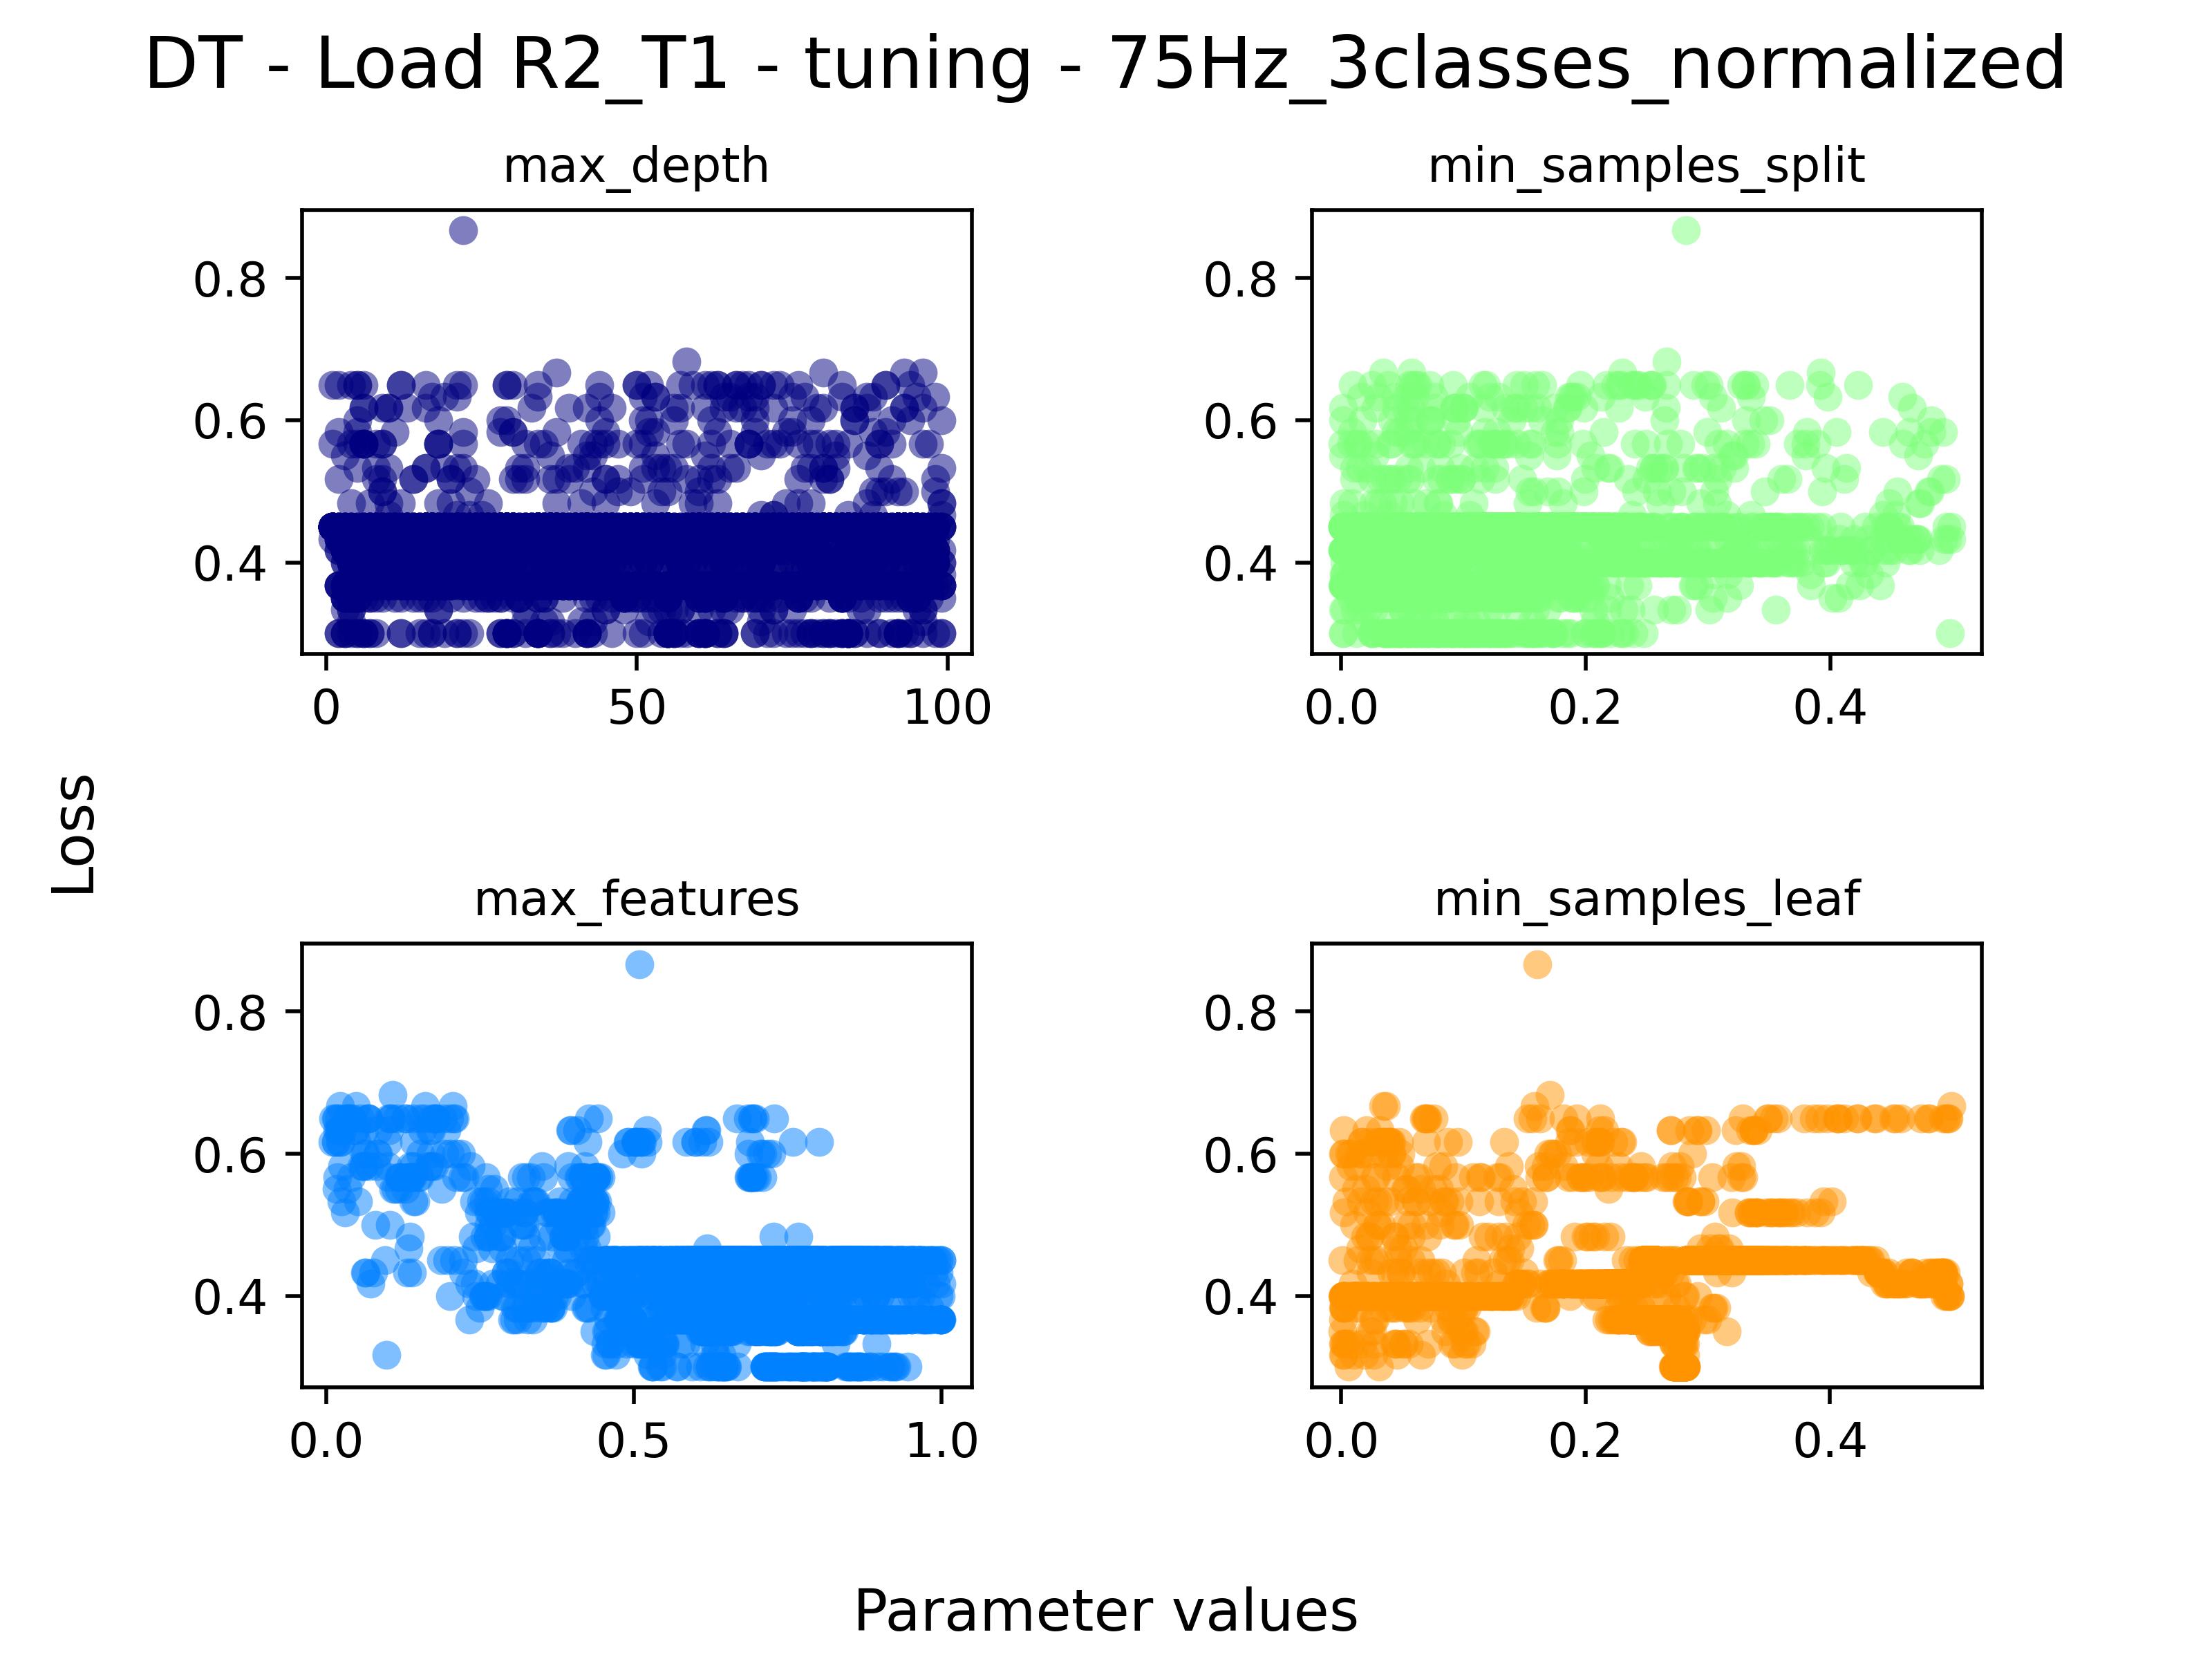 DT - Load R2_T1 - tuning - 75Hz_3classes_normalized
max_depth
0.8
0.6
0.4
0 50 100
min_samples_split
0.8
0.6
0.4
0.0 0.2 0.4
Loss
max_features
0.8
0.6
0.4
0.0 0.5 1.0
min_samples_leaf
0.8
0.6
0.4
0.0 0.2 0.4
Parameter values